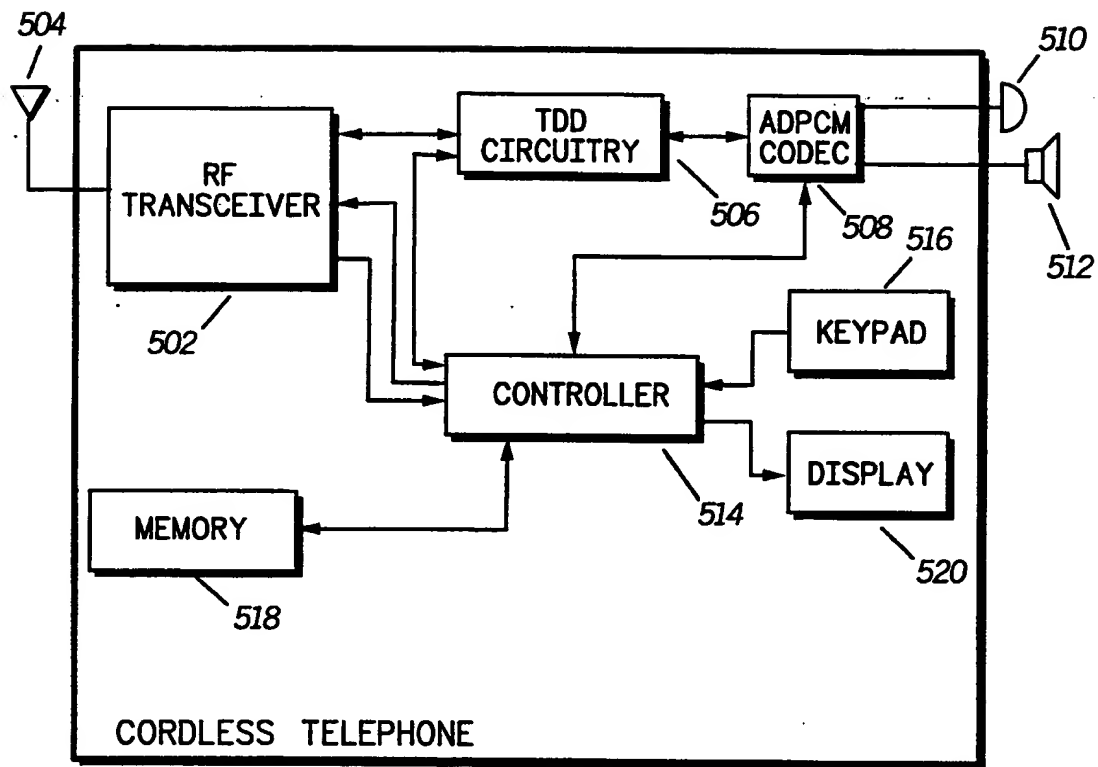 504
510
TDD
CIRCUITRY
ADPCM
CODEC
RF
TRANSCEIVER
506
508
516
512
502
KEYPAD
CONTROLLER
DISPLAY
514
MEMORY
520
518
CORDLESS TELEPHONE